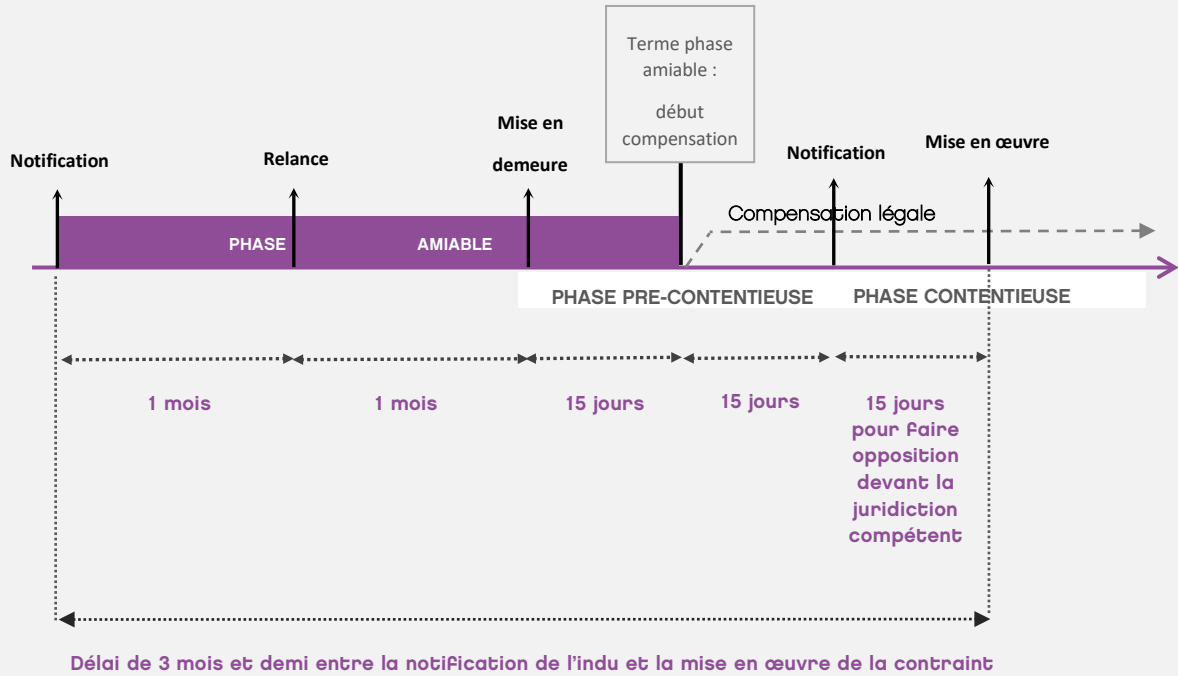 Terme phase
amiable :
début
compensation
Mise en
demeure
Notification
Relance
Notification
Mise en œuvre
Compensation légale
PHASE
AMIABLE
PHASE PRE-CONTENTIEUSE
PHASE CONTENTIEUSE
1 mois
1 mois
15 jours
15 jours
15 jours
pour faire
opposition
devant la
juridiction
compétent
Délai de 3 mois et demi entre la notification de l'indu et la mise en œuvre de la contraint